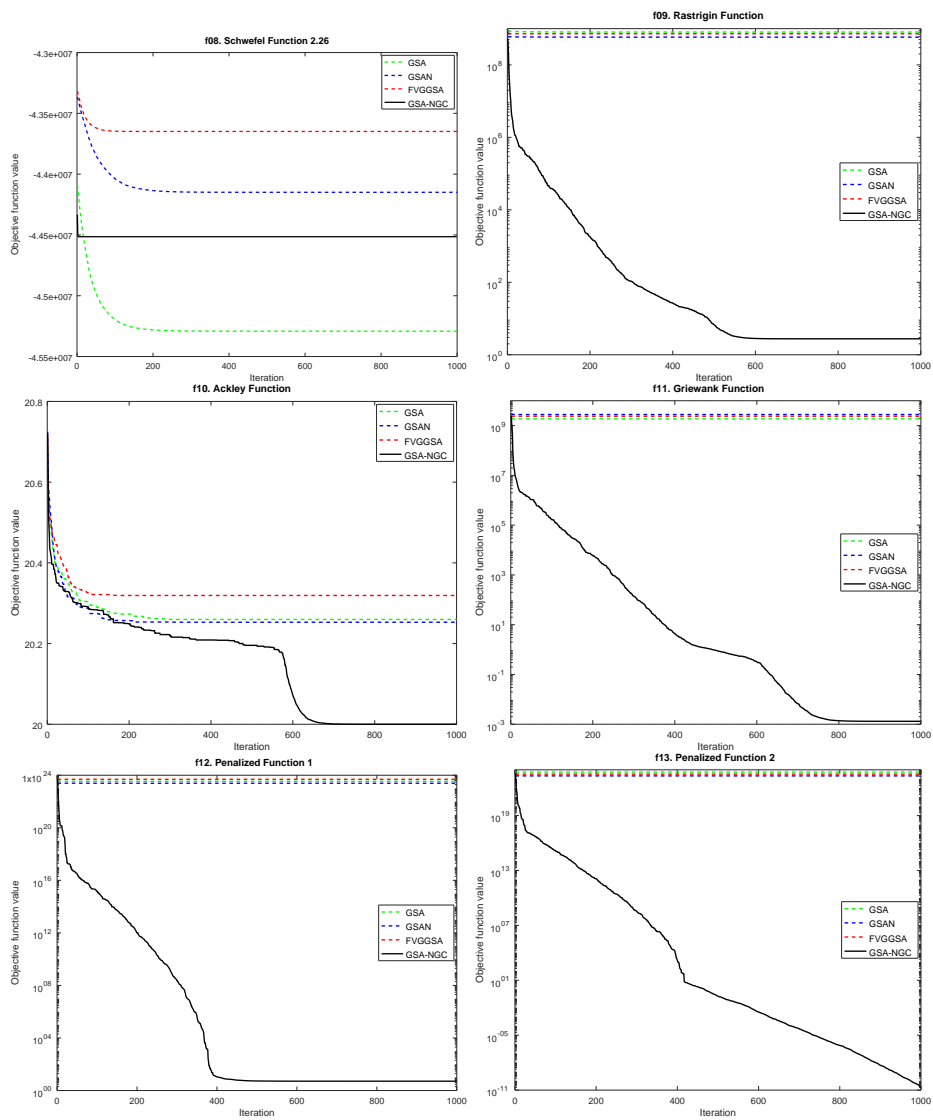 f08. Schwefel Function 2.26
-4.3e+007
-4.35e+007
-4.4e+007
-4.45e+007
-4.5e+007
-4.55e+007
Objective function value
GSA
GSAN
FVGGSA
GSA-NGC
0 200 400 600 800 1000
Iteration
f09. Rastrigin Function
10^8
10^6
10^4
10^2
10^0
Objective function value
GSA
GSAN
FVGGSA
GSA-NGC
0 200 400 600 800 1000
Iteration
f10. Ackley Function
20.8
20.6
20.4
20.2
20
Objective function value
GSA
GSAN
FVGGSA
GSA-NGC
0 200 400 600 800 1000
Iteration
f11. Griewank Function
10^9
10^7
10^5
10^3
10^1
10^-1
10^-3
Objective function value
GSA
GSAN
FVGGSA
GSA-NGC
0 200 400 600 800 1000
Iteration
f12. Penalized Function 1
1x10^24
10^20
10^16
10^12
10^08
10^04
10^00
Objective function value
GSA
GSAN
FVGGSA
GSA-NGC
0 200 400 600 800 1000
Iteration
f13. Penalized Function 2
10^19
10^13
10^07
10^01
10^-05
10^-11
Objective function value
GSA
GSAN
FVGGSA
GSA-NGC
0 200 400 600 800 1000
Iteration